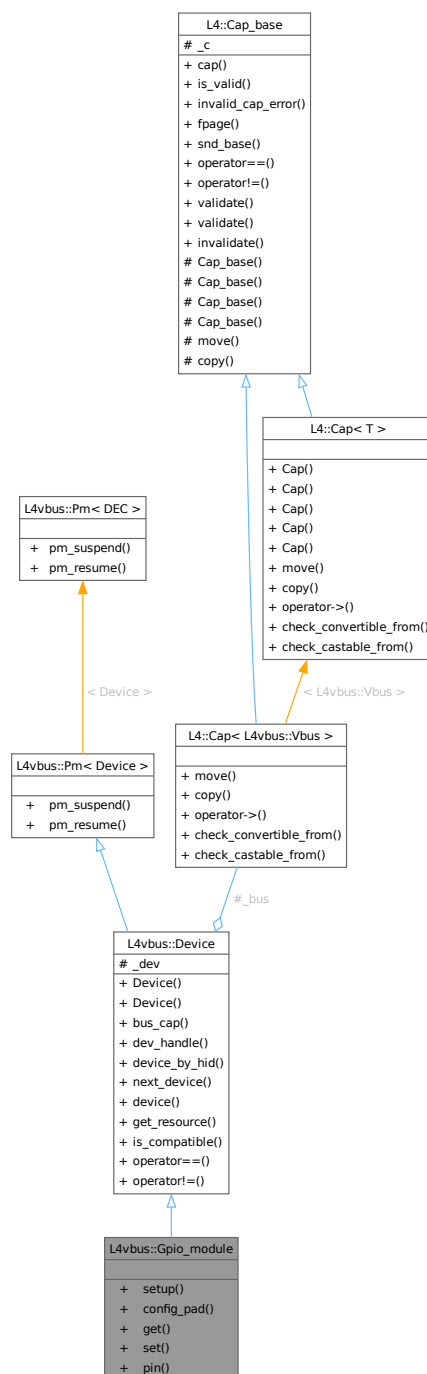 L4::Cap_base
# _c
+ cap()
+ is_valid()
+ invalid_cap_error()
+ fpage()
+ snd_base()
+ operator==()
+ operator!=()
+ validate()
+ validate()
+ invalidate()
# Cap_base()
# Cap_base()
# Cap_base()
# Cap_base()
# move()
# copy()
L4::Cap< T >
+ Cap()
+ Cap()
+ Cap()
+ Cap()
+ Cap()
+ move()
+ copy()
+ operator->()
+ check_convertible_from()
+ check_castable_from()
L4vbus::Pm< DEC >
+ pm_suspend()
+ pm_resume()
< Device >
< L4vbus::Vbus >
L4::Cap< L4vbus::Vbus >
+ move()
+ copy()
+ operator->()
+ check_convertible_from()
+ check_castable_from()
L4vbus::Pm< Device >
+ pm_suspend()
+ pm_resume()
#_bus
L4vbus::Device
# _dev
+ Device()
+ Device()
+ bus_cap()
+ dev_handle()
+ device_by_hid()
+ next_device()
+ device()
+ get_resource()
+ is_compatible()
+ operator==()
+ operator!=()
L4vbus::Gpio_module
+ setup()
+ config_pad()
+ get()
+ set()
+ pin()